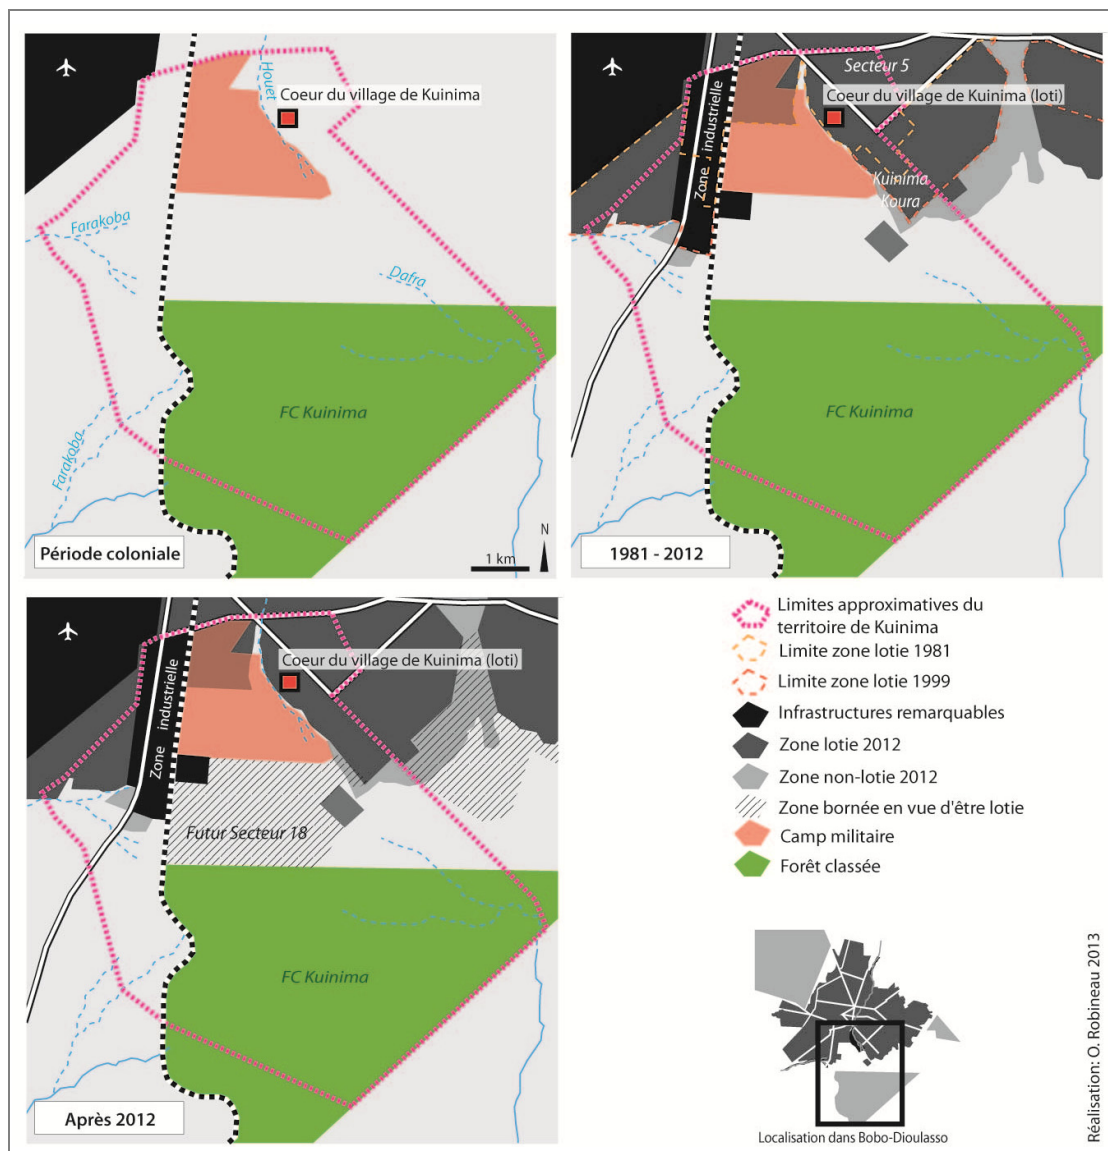 Houet
Coeur du village de Kuinima
Farakoba
Dafra
FC Kuinima
Farakoba
Période coloniale
N
1 km
Secteur 5
Coeur du village de Kuinima (loti)
Zone industrielle
Kuinima
Koura
FC Kuinima
1981 - 2012
Coeur du village de Kuinima (loti)
Zone industrielle
Futur Secteur 18
FC Kuinima
Après 2012
Limites approximatives du
territoire de Kuinima
Limite zone lotie 1981
Limite zone lotie 1999
Infrastructures remarquables
Zone lotie 2012
Zone non-lotie 2012
Zone bornée en vue d'être lotie
Camp militaire
Forêt classée
Localisation dans Bobo-Dioulasso
Réalisation: O. Robineau 2013